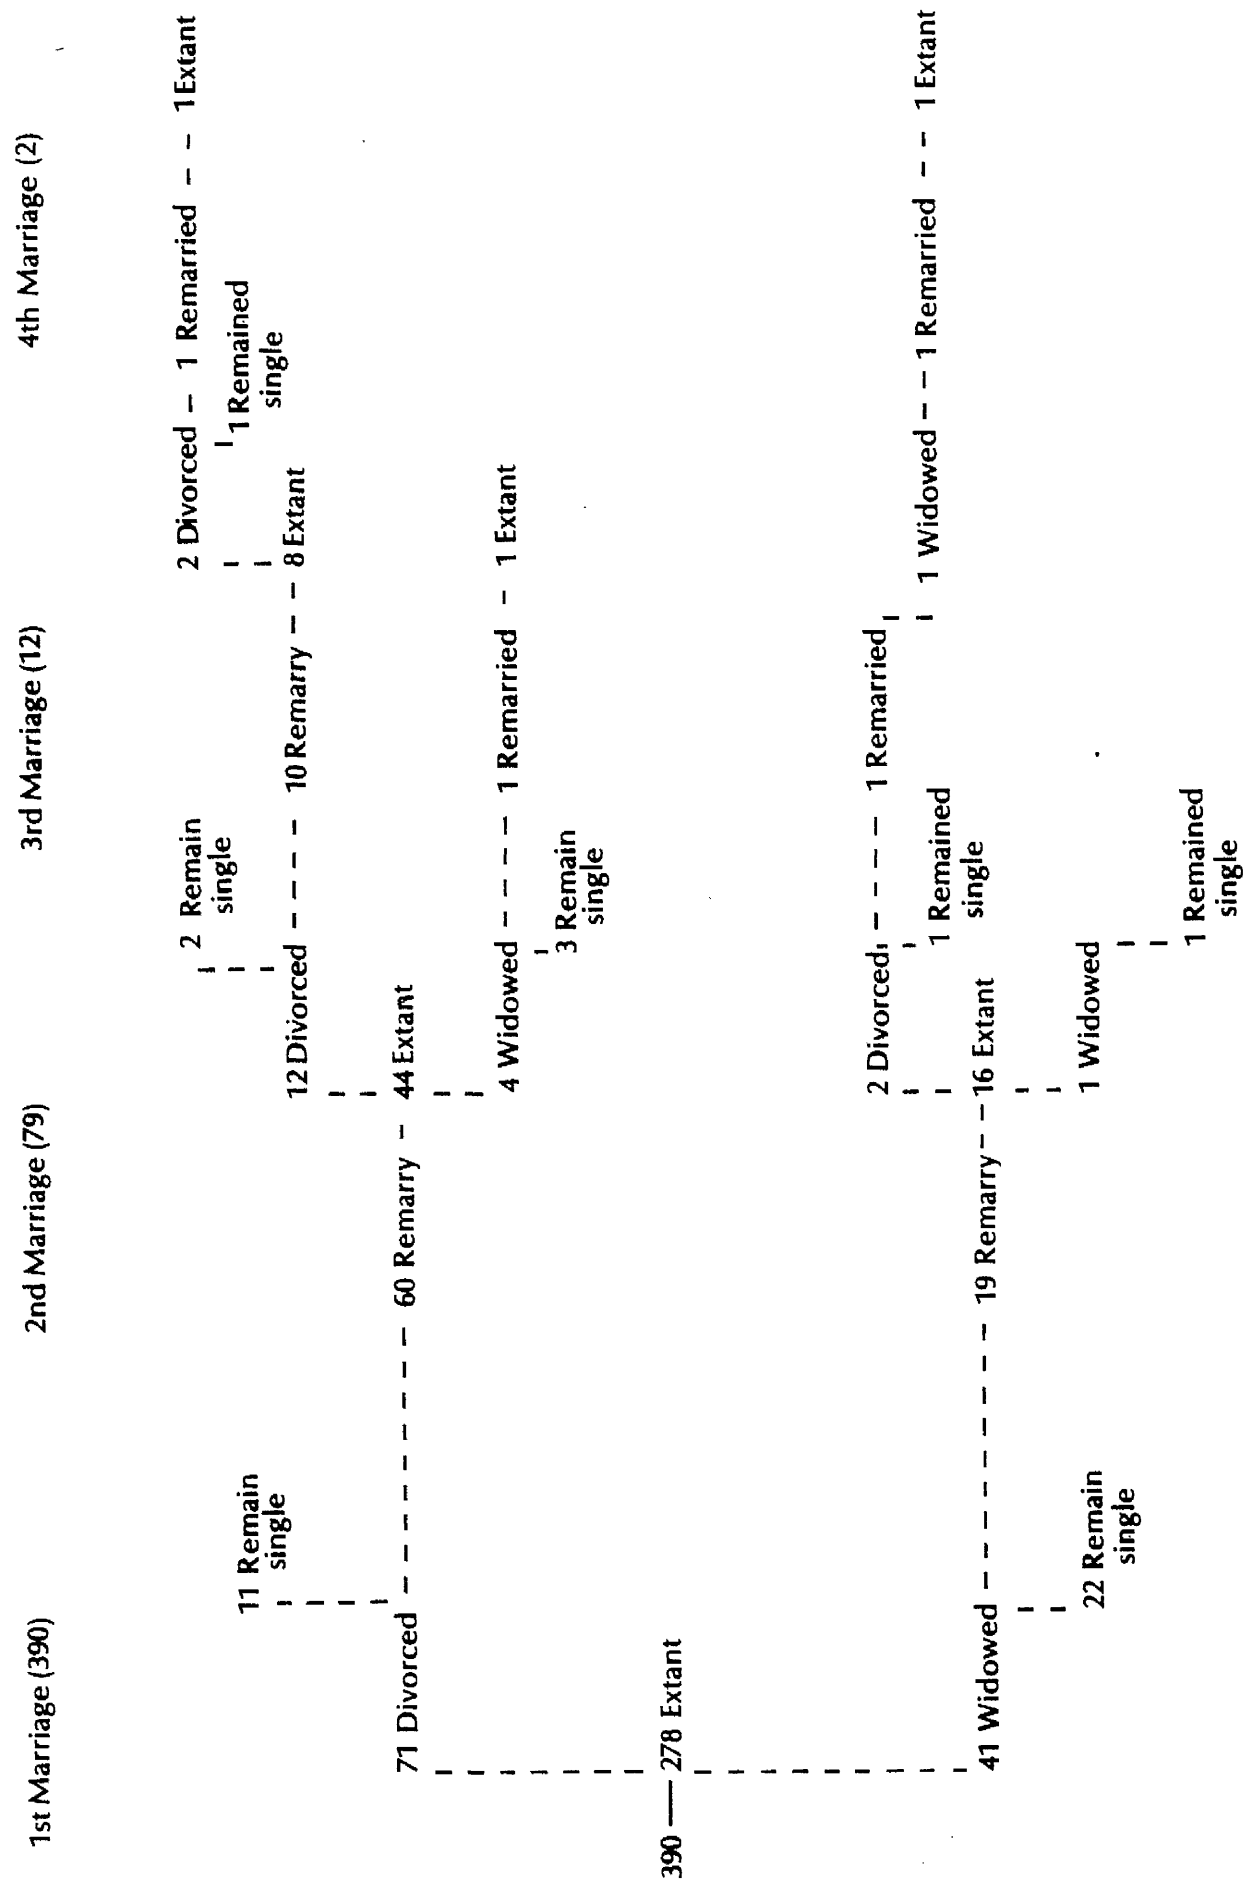 1st Marriage (390)
2nd Marriage (79)
3rd Marriage (12)
4th Marriage (2)
2 Divorced – 1 Remarried – – 1 Extant
1 Remained
single
2 Remain
single
12 Divorced – – – – 10 Remarry – – 8 Extant
11 Remain
single
71 Divorced – – – – – – – – – 60 Remarry – 44 Extant
4 Widowed – – – – 1 Remarried – 1 Extant
3 Remain
single
390 — 278 Extant
2 Divorced – – – – 1 Remarried
1 Remained
single
1 Widowed – – 1 Remarried – – 1 Extant
41 Widowed – – – – – – – – – 19 Remarry – – 16 Extant
22 Remain
single
1 Widowed
1 Remained
single